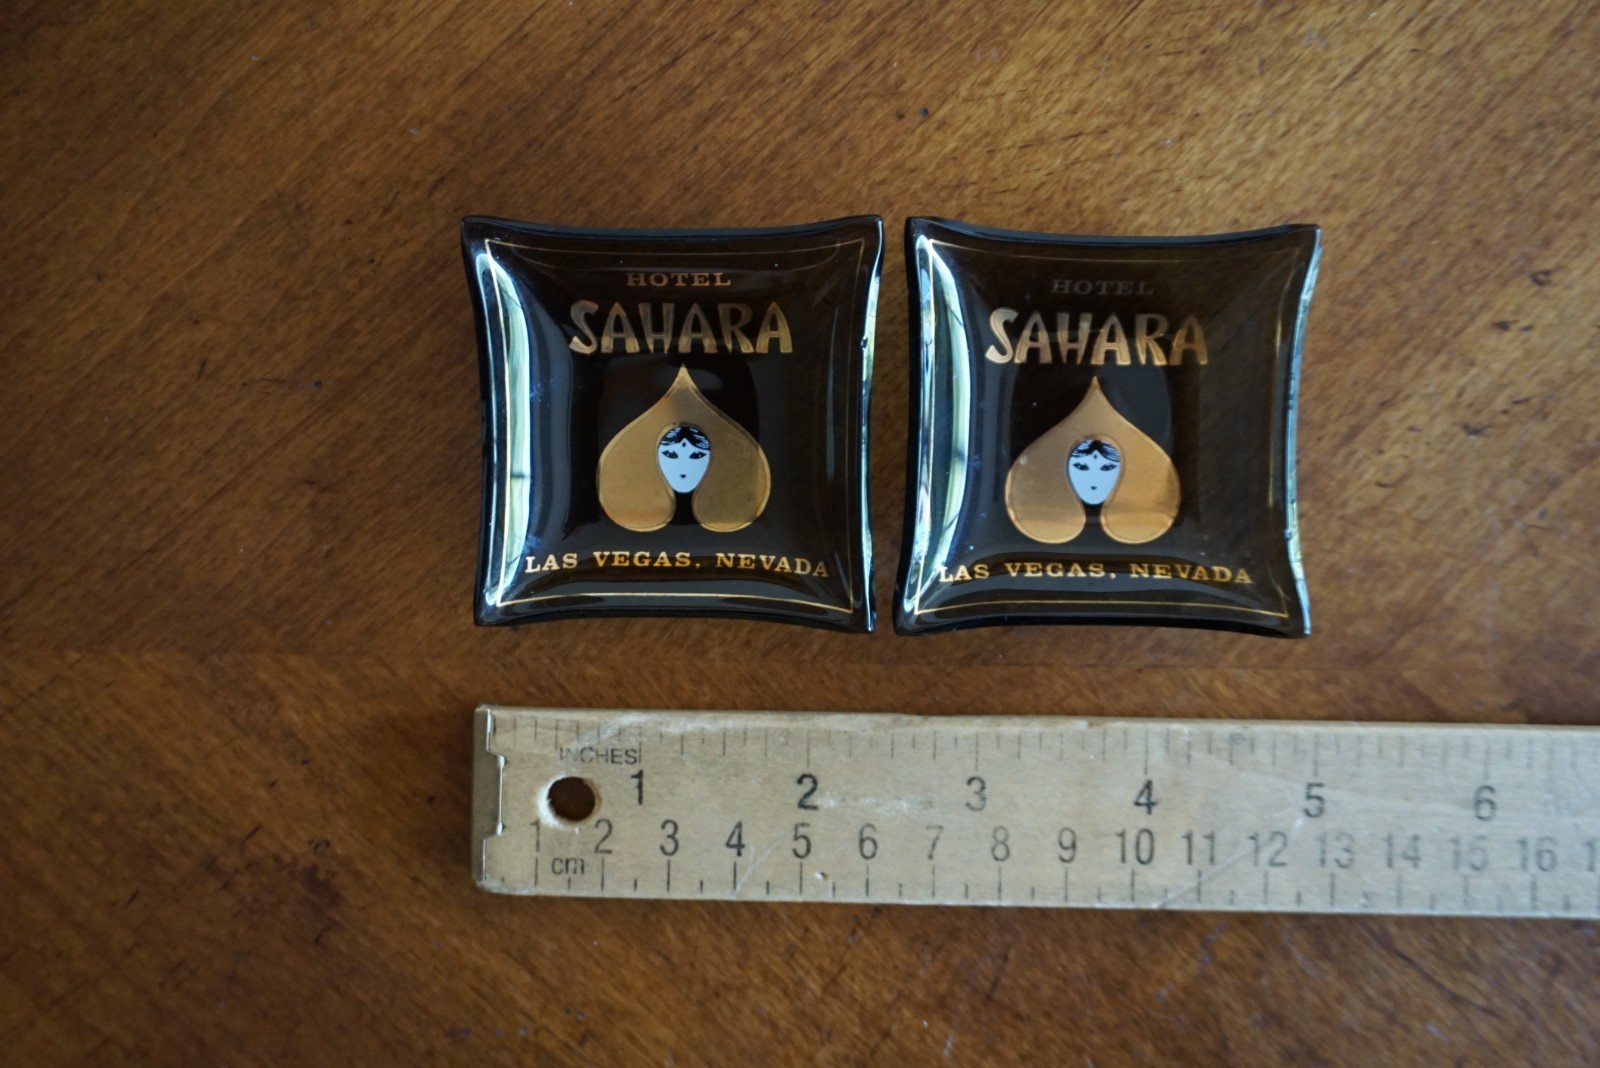 HOTEL
SAHARA
LAS VEGAS, NEVADA
HOTEL
SAHARA
LAS VEGAS, NEVADA
INCHES
1 2 3 4 5 6
1 2 3 4 5 6 7 8 9 10 11 12 13 14 15 16
cm